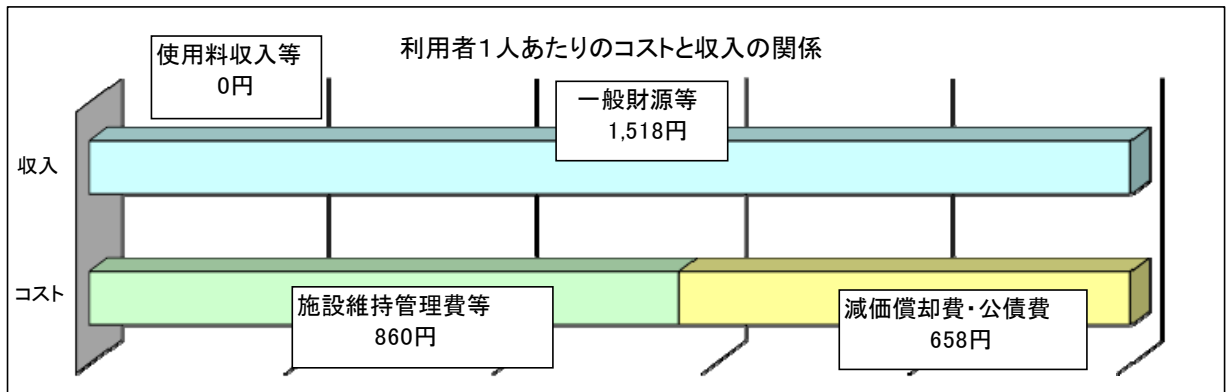 利用者１人あたりのコストと収入の関係
使用料収入等
0円
一般財源等
1,518円
収入
コスト
施設維持管理費等
860円
減価償却費・公債費
658円